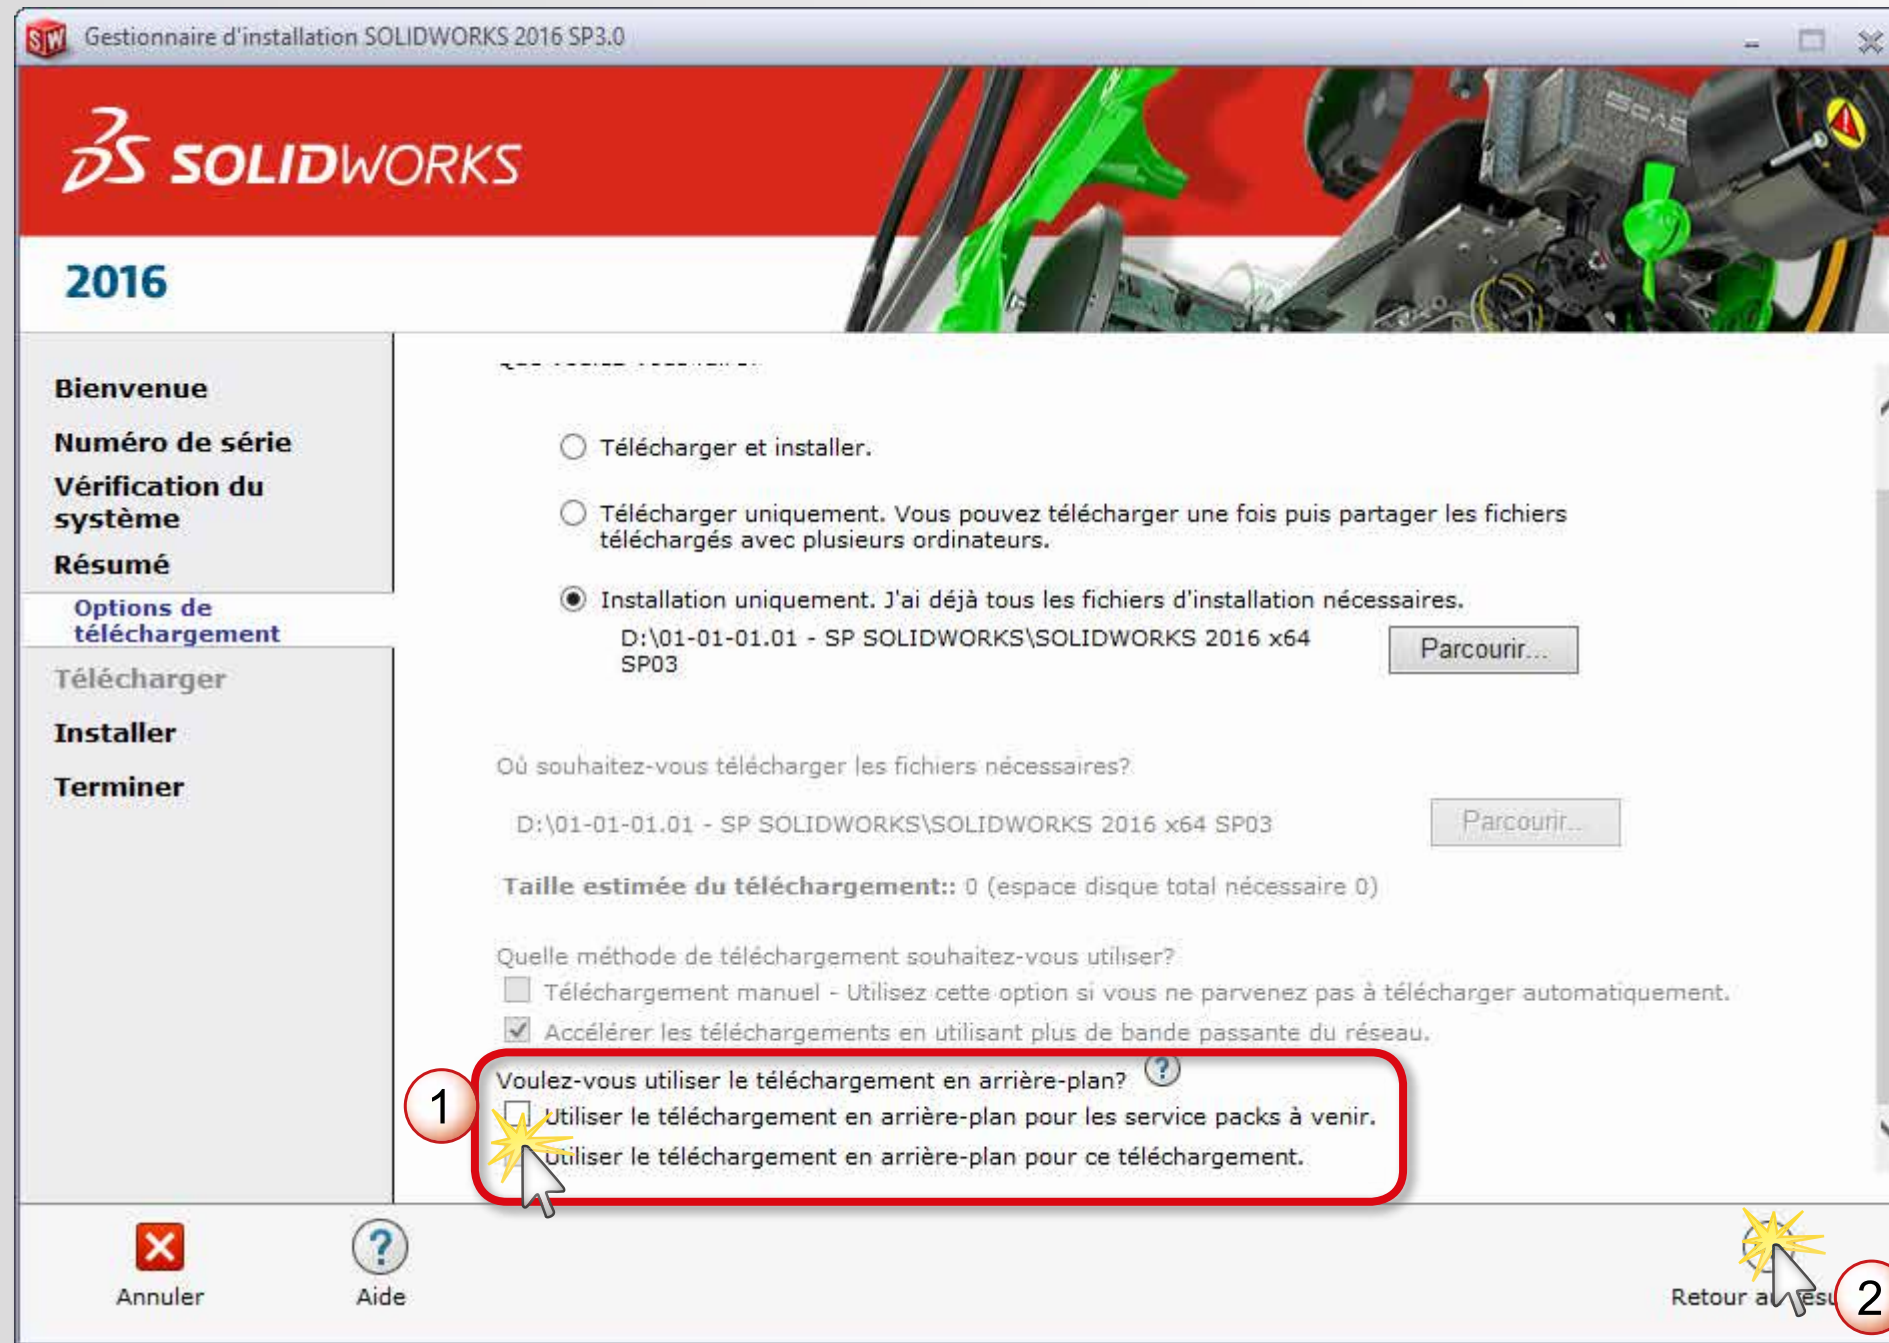 Gestionnaire d'installation SOLIDWORKS 2016 SP3.0
SOLIDWORKS
2016
Bienvenue
Numéro de série
Vérification du
système
Résumé
Options de
téléchargement
Télécharger
Installer
Terminer
Télécharger et installer.
Télécharger uniquement. Vous pouvez télécharger une fois puis partager les fichiers
téléchargés avec plusieurs ordinateurs.
Installation uniquement. J'ai déjà tous les fichiers d'installation nécessaires.
D:\01-01-01.01 - SP SOLIDWORKS\SOLIDWORKS 2016 x64
SP03
Parcourir...
Où souhaitez-vous télécharger les fichiers nécessaires?
D:\01-01-01.01 - SP SOLIDWORKS\SOLIDWORKS 2016 x64 SP03
Parcourir...
Taille estimée du téléchargement:: 0 (espace disque total nécessaire 0)
Quelle méthode de téléchargement souhaitez-vous utiliser?
Téléchargement manuel - Utilisez cette option si vous ne parvenez pas à télécharger automatiquement.
Accélérer les téléchargements en utilisant plus de bande passante du réseau.
1
Voulez-vous utiliser le téléchargement en arrière-plan? ?
Utiliser le téléchargement en arrière-plan pour les service packs à venir.
Utiliser le téléchargement en arrière-plan pour ce téléchargement.
Annuler
Aide
Retour au
2